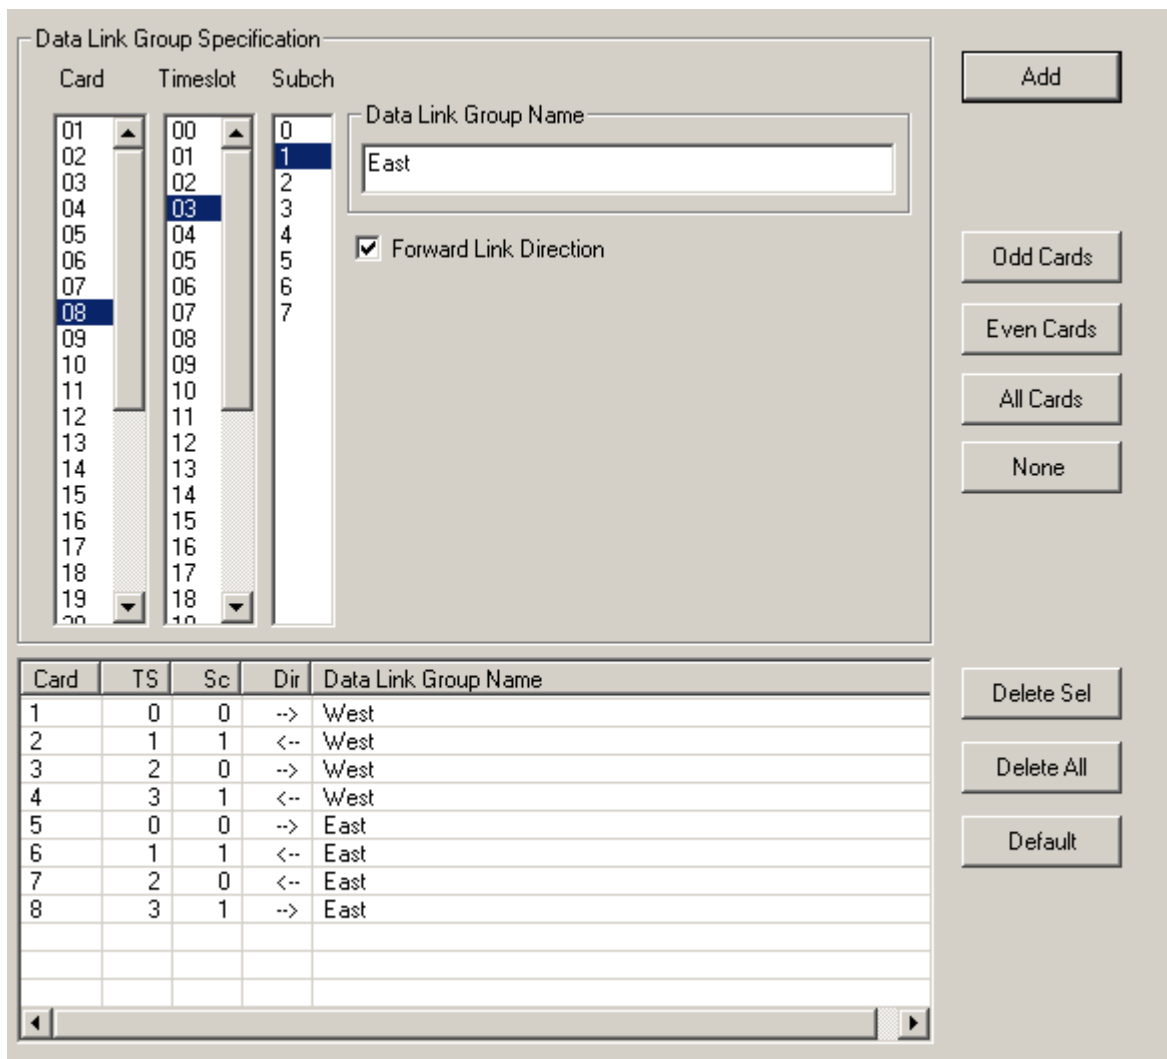 Data Link Group Specification
Card Timeslot Subch
01 00 0
02 01 1
03 02 2
04 03 3
05 04 4
06 05 5
07 06 6
08 07 7
09 08
10 09
11 10
12 11
13 12
14 13
15 14
16 15
17 16
18 17
19 18
Data Link Group Name
East
Forward Link Direction
Add
Odd Cards
Even Cards
All Cards
None
Card TS Sc Dir Data Link Group Name
1 0 0 --> West
2 1 1 <-- West
3 2 0 --> West
4 3 1 <-- West
5 0 0 --> East
6 1 1 <-- East
7 2 0 <-- East
8 3 1 --> East
Delete Sel
Delete All
Default